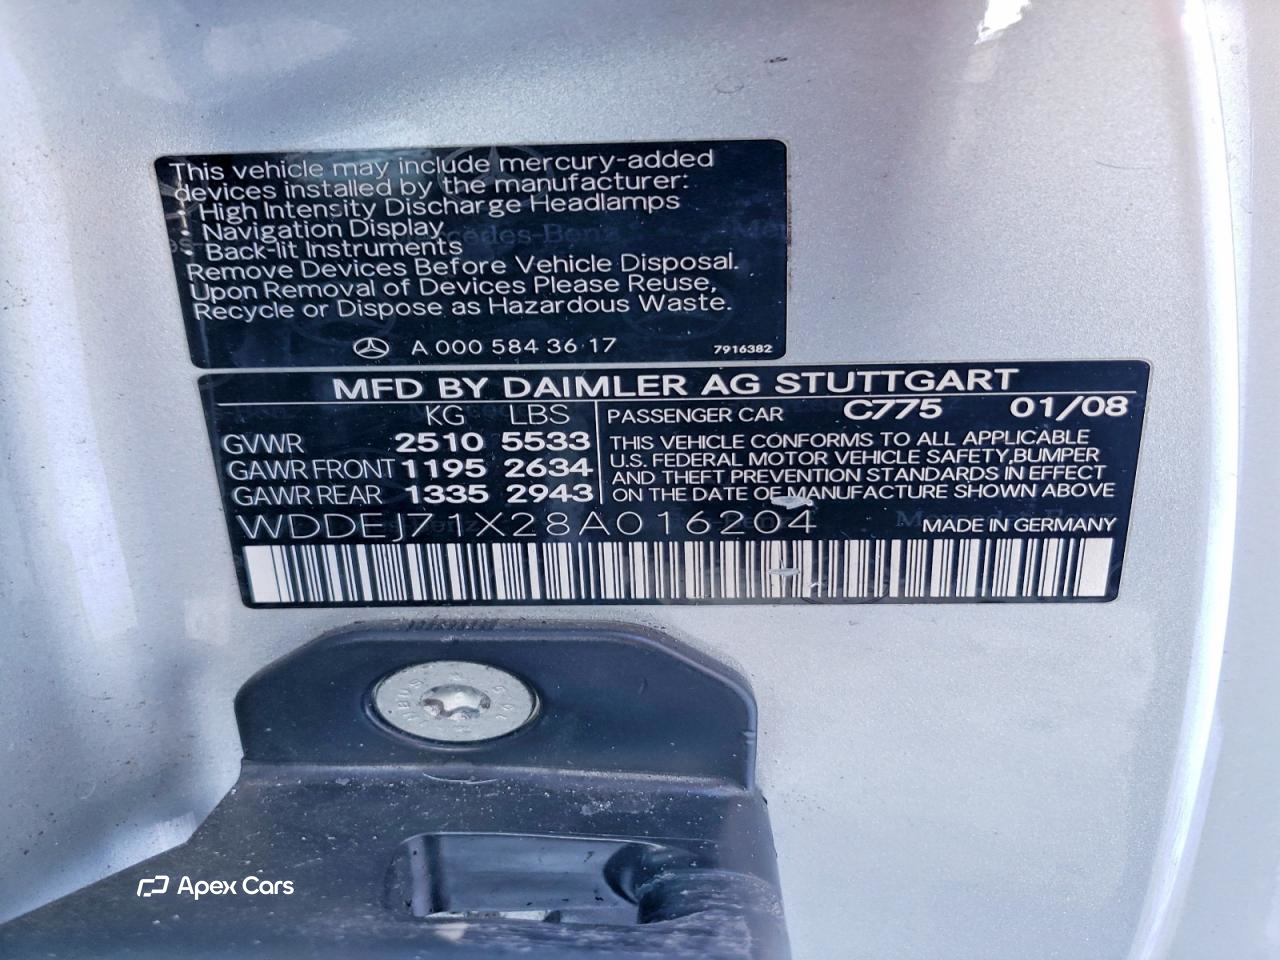 This vehicle may include mercury-added
devices installed by the manufacturer:
• High Intensity Discharge Headlamps
• Navigation Display
• Back-lit Instruments
Remove Devices Before Vehicle Disposal.
Upon Removal of Devices Please Reuse,
Recycle or Dispose as Hazardous Waste.
A 000 584 36 17
7916382
MFD BY DAIMLER AG STUTTGART
KG LBS
GVWR 2510 5533
GAWR FRONT 1195 2634
GAWR REAR 1335 2943
PASSENGER CAR C775 01/08
THIS VEHICLE CONFORMS TO ALL APPLICABLE
U.S. FEDERAL MOTOR VEHICLE SAFETY,BUMPER
AND THEFT PREVENTION STANDARDS IN EFFECT
ON THE DATE OF MANUFACTURE SHOWN ABOVE
WDDEJ71X28A016204
MADE IN GERMANY
Apex Cars